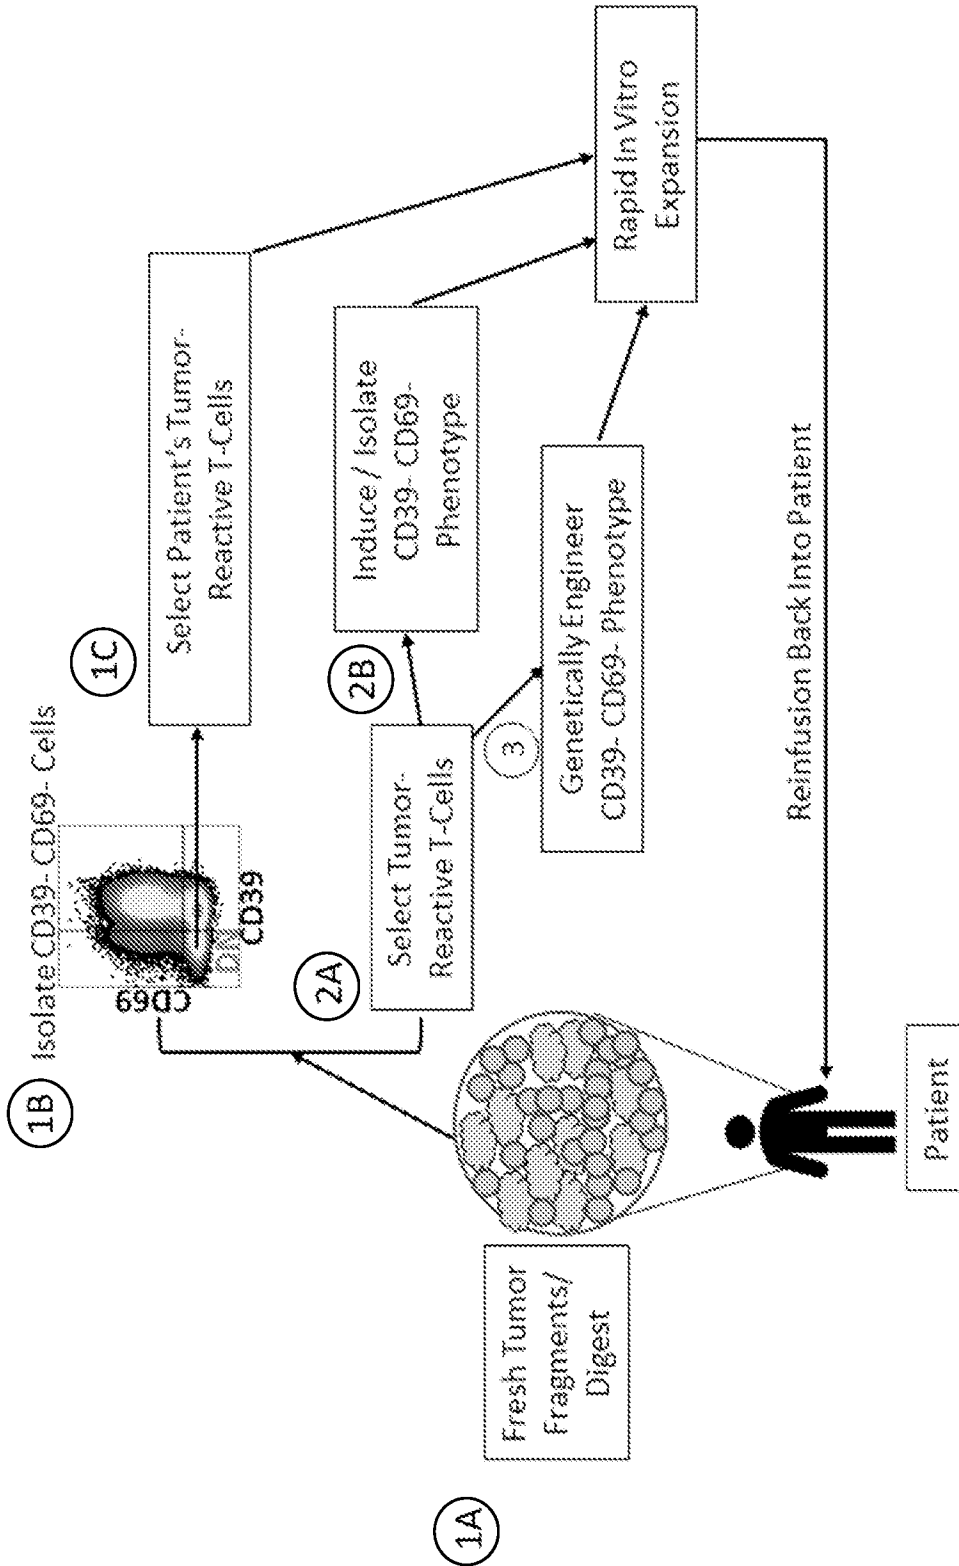 1A
Fresh Tumor
Fragments/
Digest
Patient
1B
Isolate CD39- CD69- Cells
CD69
DN
CD39
1C
Select Patient's Tumor-
Reactive T-Cells
2A
Select Tumor-
Reactive T-Cells
2B
Induce / Isolate
CD39- CD69-
Phenotype
3
Genetically Engineer
CD39- CD69- Phenotype
Rapid In Vitro
Expansion
Reinfusion Back Into Patient